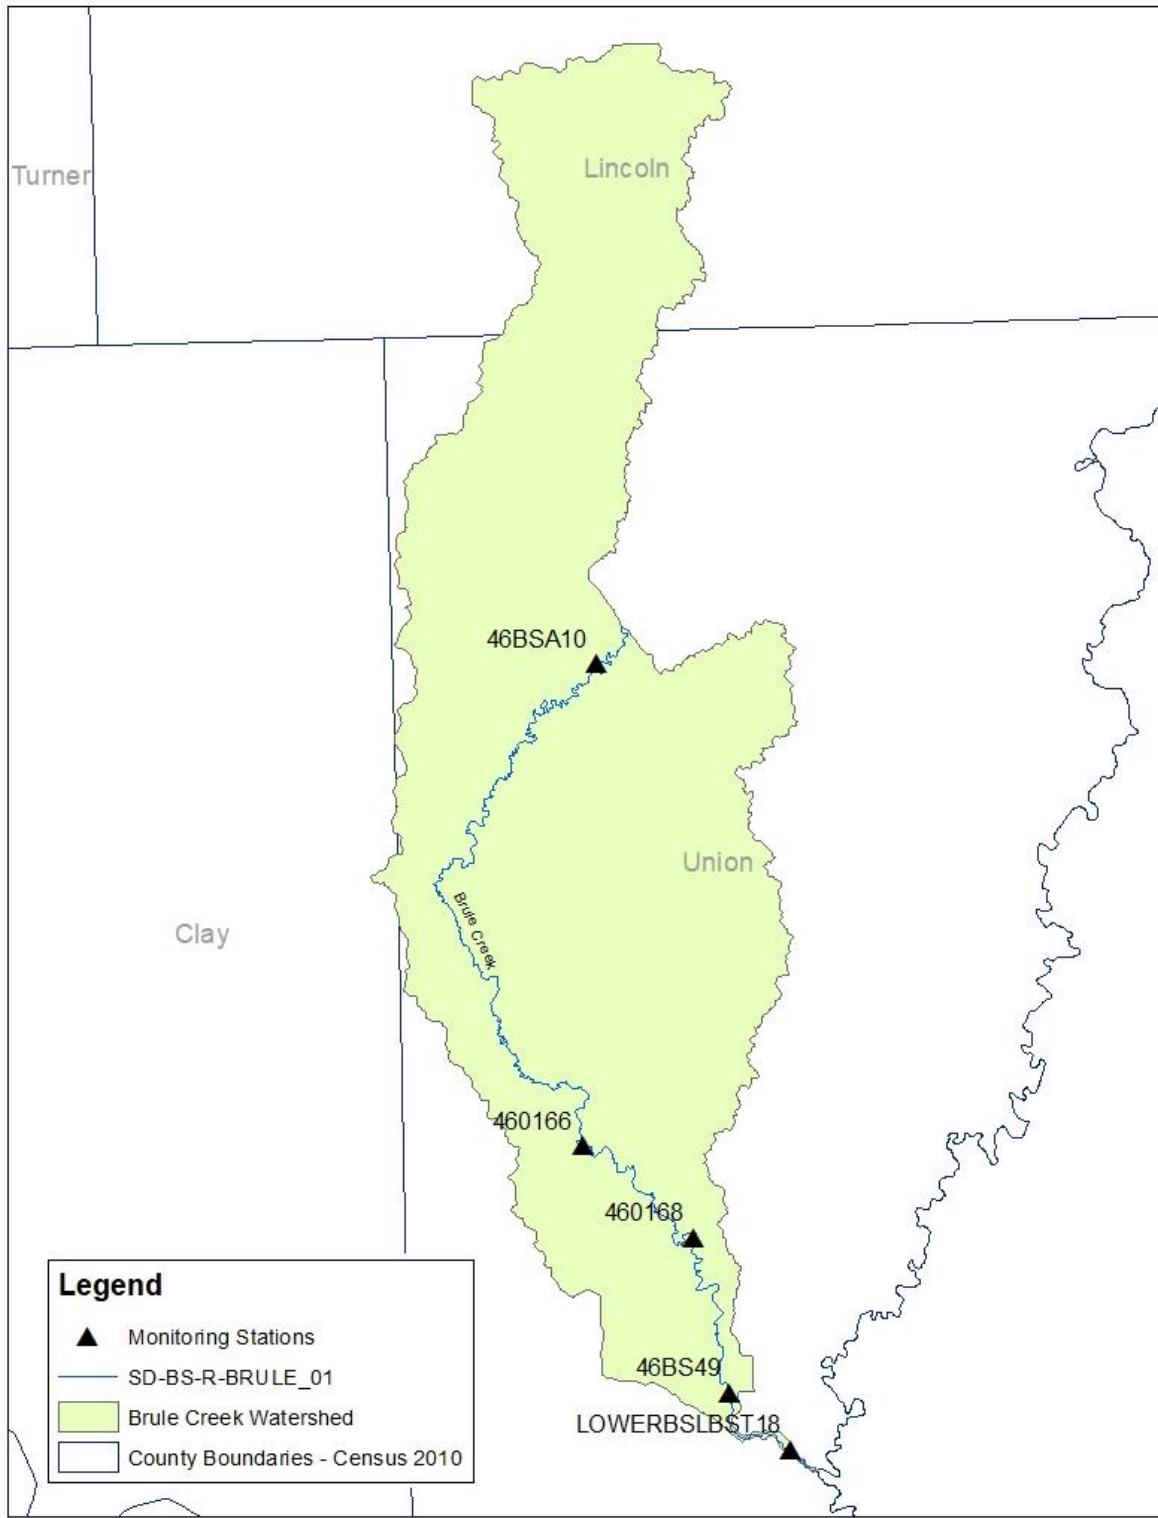 Turner
Lincoln
46BSA10
Union
Brule Creek
Clay
460166
460168
46BS49
LOWERBSLBST18
Legend
Monitoring Stations
SD-BS-R-BRULE_01
Brule Creek Watershed
County Boundaries - Census 2010